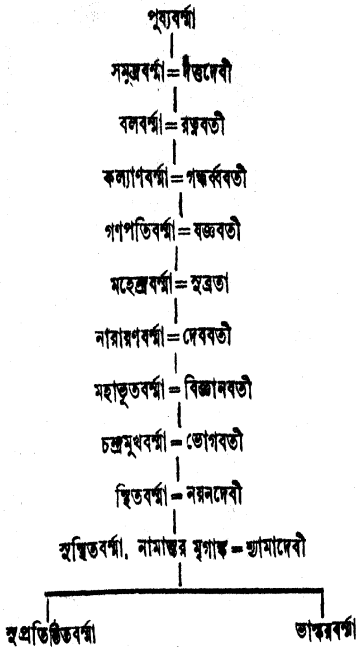 পুষ্যবর্ম্মা
সমুদ্রবর্ম্মা = দত্তদেবী
বলবর্ম্মা = রত্নবতী
কল্যাণবর্ম্মা = গন্ধর্ব্ববতী
গণপতিবর্ম্মা = যজ্ঞবতী
মহেন্দ্রবর্ম্মা = সুব্রতা
নারায়ণবর্ম্মা = দেববতী
মহাভূতবর্ম্মা = বিজ্ঞানবতী
চন্দ্রমুখবর্ম্মা = ভোগবতী
স্থিতবর্ম্মা = নয়নদেবী
সুস্থিতবর্ম্মা, নামান্তর মৃগাঙ্ক = শ্যামাদেবী
সুপ্রতিষ্ঠিতবর্ম্মা ভাস্করবর্ম্মা